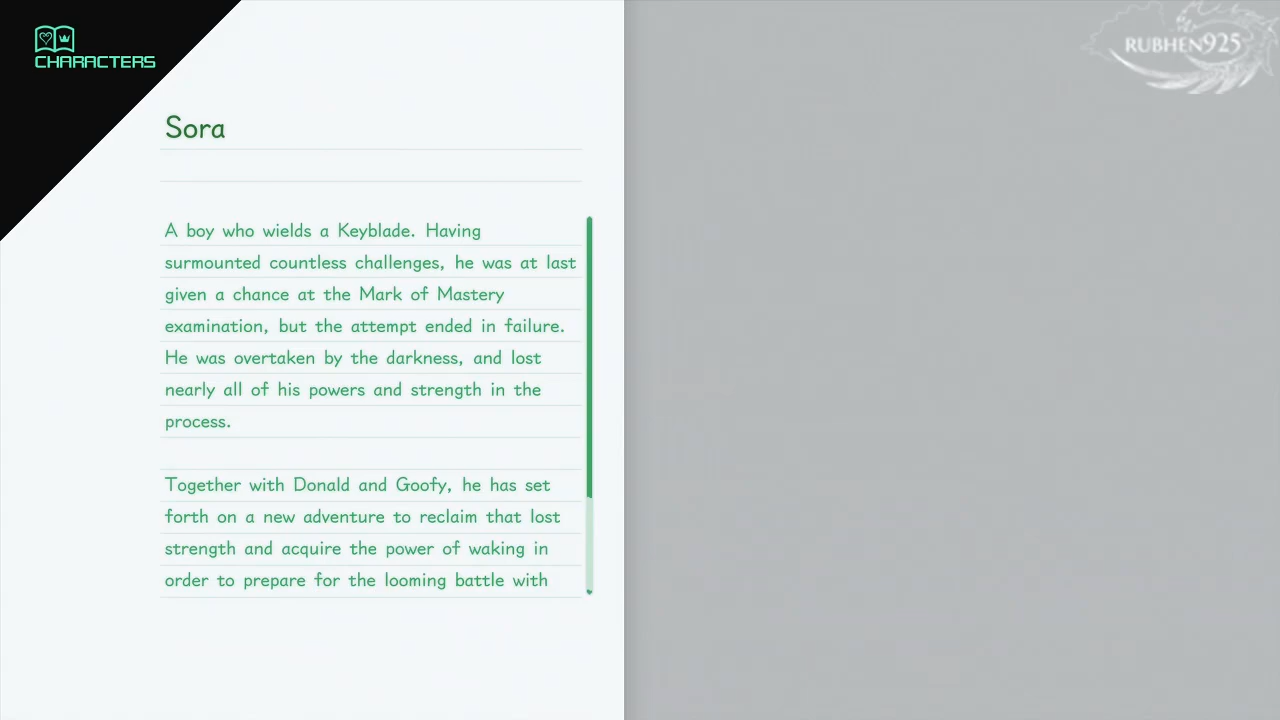 CHARACTERS
RUBHEN925
Sora
A boy who wields a Keyblade. Having
surmounted countless challenges, he was at last
given a chance at the Mark of Mastery
examination, but the attempt ended in failure.
He was overtaken by the darkness, and lost
nearly all of his powers and strength in the
process.
Together with Donald and Goofy, he has set
forth on a new adventure to reclaim that lost
strength and acquire the power of waking in
order to prepare for the looming battle with